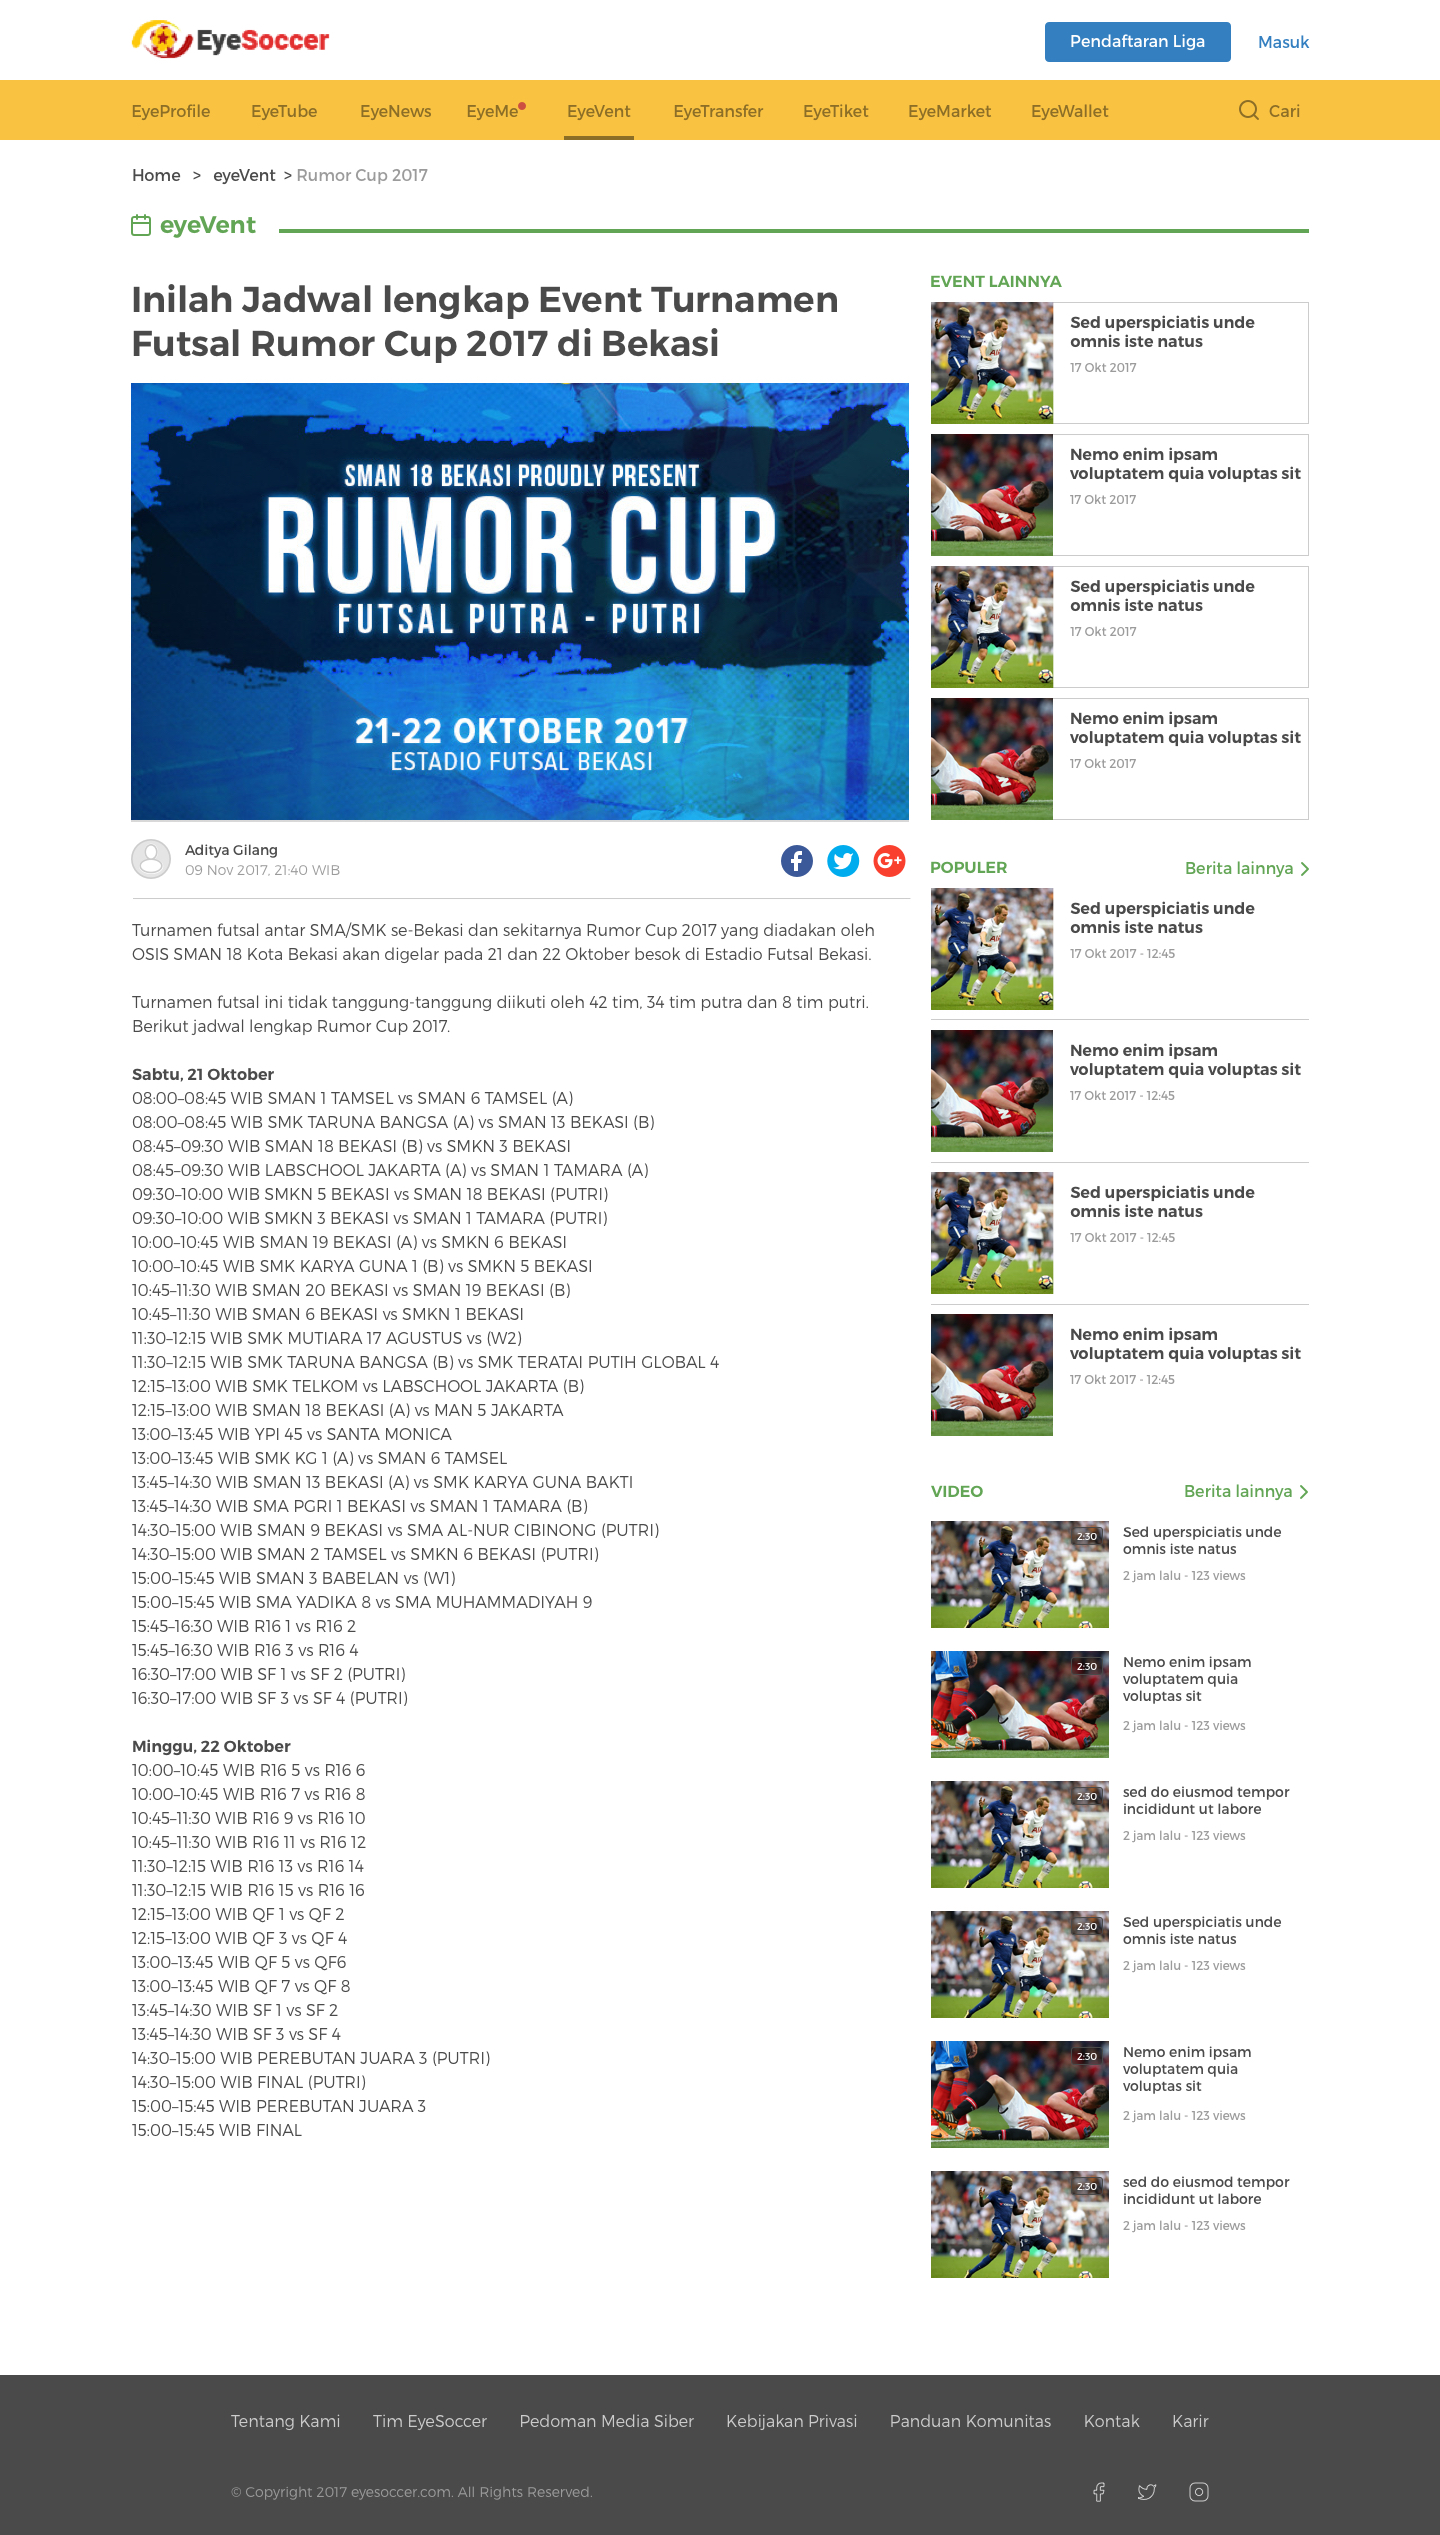 EyeSoccer
Pendaftaran Liga
Masuk
EyeProfile
EyeTube
EyeNews
EyeMe
EyeVent
EyeTransfer
EyeTiket
EyeMarket
EyeWallet
Cari
Home > eyeVent > Rumor Cup 2017
eyeVent
Inilah Jadwal lengkap Event Turnamen
Futsal Rumor Cup 2017 di Bekasi
SMAN 18 BEKASI PROUDLY PRESENT
RUMOR CUP
FUTSAL PUTRA - PUTRI
21-22 OKTOBER 2017
ESTADIO FUTSAL BEKASI
Aditya Gilang
09 Nov 2017, 21:40 WIB
Turnamen futsal antar SMA/SMK se-Bekasi dan sekitarnya Rumor Cup 2017 yang diadakan oleh
OSIS SMAN 18 Kota Bekasi akan digelar pada 21 dan 22 Oktober besok di Estadio Futsal Bekasi.
Turnamen futsal ini tidak tanggung-tanggung diikuti oleh 42 tim, 34 tim putra dan 8 tim putri.
Berikut jadwal lengkap Rumor Cup 2017.
Sabtu, 21 Oktober
08:00–08:45 WIB SMAN 1 TAMSEL vs SMAN 6 TAMSEL (A)
08:00–08:45 WIB SMK TARUNA BANGSA (A) vs SMAN 13 BEKASI (B)
08:45–09:30 WIB SMAN 18 BEKASI (B) vs SMKN 3 BEKASI
08:45–09:30 WIB LABSCHOOL JAKARTA (A) vs SMAN 1 TAMARA (A)
09:30–10:00 WIB SMKN 5 BEKASI vs SMAN 18 BEKASI (PUTRI)
09:30–10:00 WIB SMKN 3 BEKASI vs SMAN 1 TAMARA (PUTRI)
10:00–10:45 WIB SMAN 19 BEKASI (A) vs SMKN 6 BEKASI
10:00–10:45 WIB SMK KARYA GUNA 1 (B) vs SMKN 5 BEKASI
10:45–11:30 WIB SMAN 20 BEKASI vs SMAN 19 BEKASI (B)
10:45–11:30 WIB SMAN 6 BEKASI vs SMKN 1 BEKASI
11:30–12:15 WIB SMK MUTIARA 17 AGUSTUS vs (W2)
11:30–12:15 WIB SMK TARUNA BANGSA (B) vs SMK TERATAI PUTIH GLOBAL 4
12:15–13:00 WIB SMK TELKOM vs LABSCHOOL JAKARTA (B)
12:15–13:00 WIB SMAN 18 BEKASI (A) vs MAN 5 JAKARTA
13:00–13:45 WIB YPI 45 vs SANTA MONICA
13:00–13:45 WIB SMK KG 1 (A) vs SMAN 6 TAMSEL
13:45–14:30 WIB SMAN 13 BEKASI (A) vs SMK KARYA GUNA BAKTI
13:45–14:30 WIB SMA PGRI 1 BEKASI vs SMAN 1 TAMARA (B)
14:30–15:00 WIB SMAN 9 BEKASI vs SMA AL-NUR CIBINONG (PUTRI)
14:30–15:00 WIB SMAN 2 TAMSEL vs SMKN 6 BEKASI (PUTRI)
15:00–15:45 WIB SMAN 3 BABELAN vs (W1)
15:00–15:45 WIB SMA YADIKA 8 vs SMA MUHAMMADIYAH 9
15:45–16:30 WIB R16 1 vs R16 2
15:45–16:30 WIB R16 3 vs R16 4
16:30–17:00 WIB SF 1 vs SF 2 (PUTRI)
16:30–17:00 WIB SF 3 vs SF 4 (PUTRI)
Minggu, 22 Oktober
10:00–10:45 WIB R16 5 vs R16 6
10:00–10:45 WIB R16 7 vs R16 8
10:45–11:30 WIB R16 9 vs R16 10
10:45–11:30 WIB R16 11 vs R16 12
11:30–12:15 WIB R16 13 vs R16 14
11:30–12:15 WIB R16 15 vs R16 16
12:15–13:00 WIB QF 1 vs QF 2
12:15–13:00 WIB QF 3 vs QF 4
13:00–13:45 WIB QF 5 vs QF6
13:00–13:45 WIB QF 7 vs QF 8
13:45–14:30 WIB SF 1 vs SF 2
13:45–14:30 WIB SF 3 vs SF 4
14:30–15:00 WIB PEREBUTAN JUARA 3 (PUTRI)
14:30–15:00 WIB FINAL (PUTRI)
15:00–15:45 WIB PEREBUTAN JUARA 3
15:00–15:45 WIB FINAL
EVENT LAINNYA
Sed uperspiciatis unde
omnis iste natus
17 Okt 2017
Nemo enim ipsam
voluptatem quia voluptas sit
17 Okt 2017
Sed uperspiciatis unde
omnis iste natus
17 Okt 2017
Nemo enim ipsam
voluptatem quia voluptas sit
17 Okt 2017
POPULER
Berita lainnya
Sed uperspiciatis unde
omnis iste natus
17 Okt 2017 - 12:45
Nemo enim ipsam
voluptatem quia voluptas sit
17 Okt 2017 - 12:45
Sed uperspiciatis unde
omnis iste natus
17 Okt 2017 - 12:45
Nemo enim ipsam
voluptatem quia voluptas sit
17 Okt 2017 - 12:45
VIDEO
Berita lainnya
2:30
Sed uperspiciatis unde
omnis iste natus
2 jam lalu - 123 views
2:30
Nemo enim ipsam
voluptatem quia
voluptas sit
2 jam lalu - 123 views
2:30
sed do eiusmod tempor
incididunt ut labore
2 jam lalu - 123 views
2:30
Sed uperspiciatis unde
omnis iste natus
2 jam lalu - 123 views
2:30
Nemo enim ipsam
voluptatem quia
voluptas sit
2 jam lalu - 123 views
2:30
sed do eiusmod tempor
incididunt ut labore
2 jam lalu - 123 views
Tentang Kami
Tim EyeSoccer
Pedoman Media Siber
Kebijakan Privasi
Panduan Komunitas
Kontak
Karir
© Copyright 2017 eyesoccer.com. All Rights Reserved.